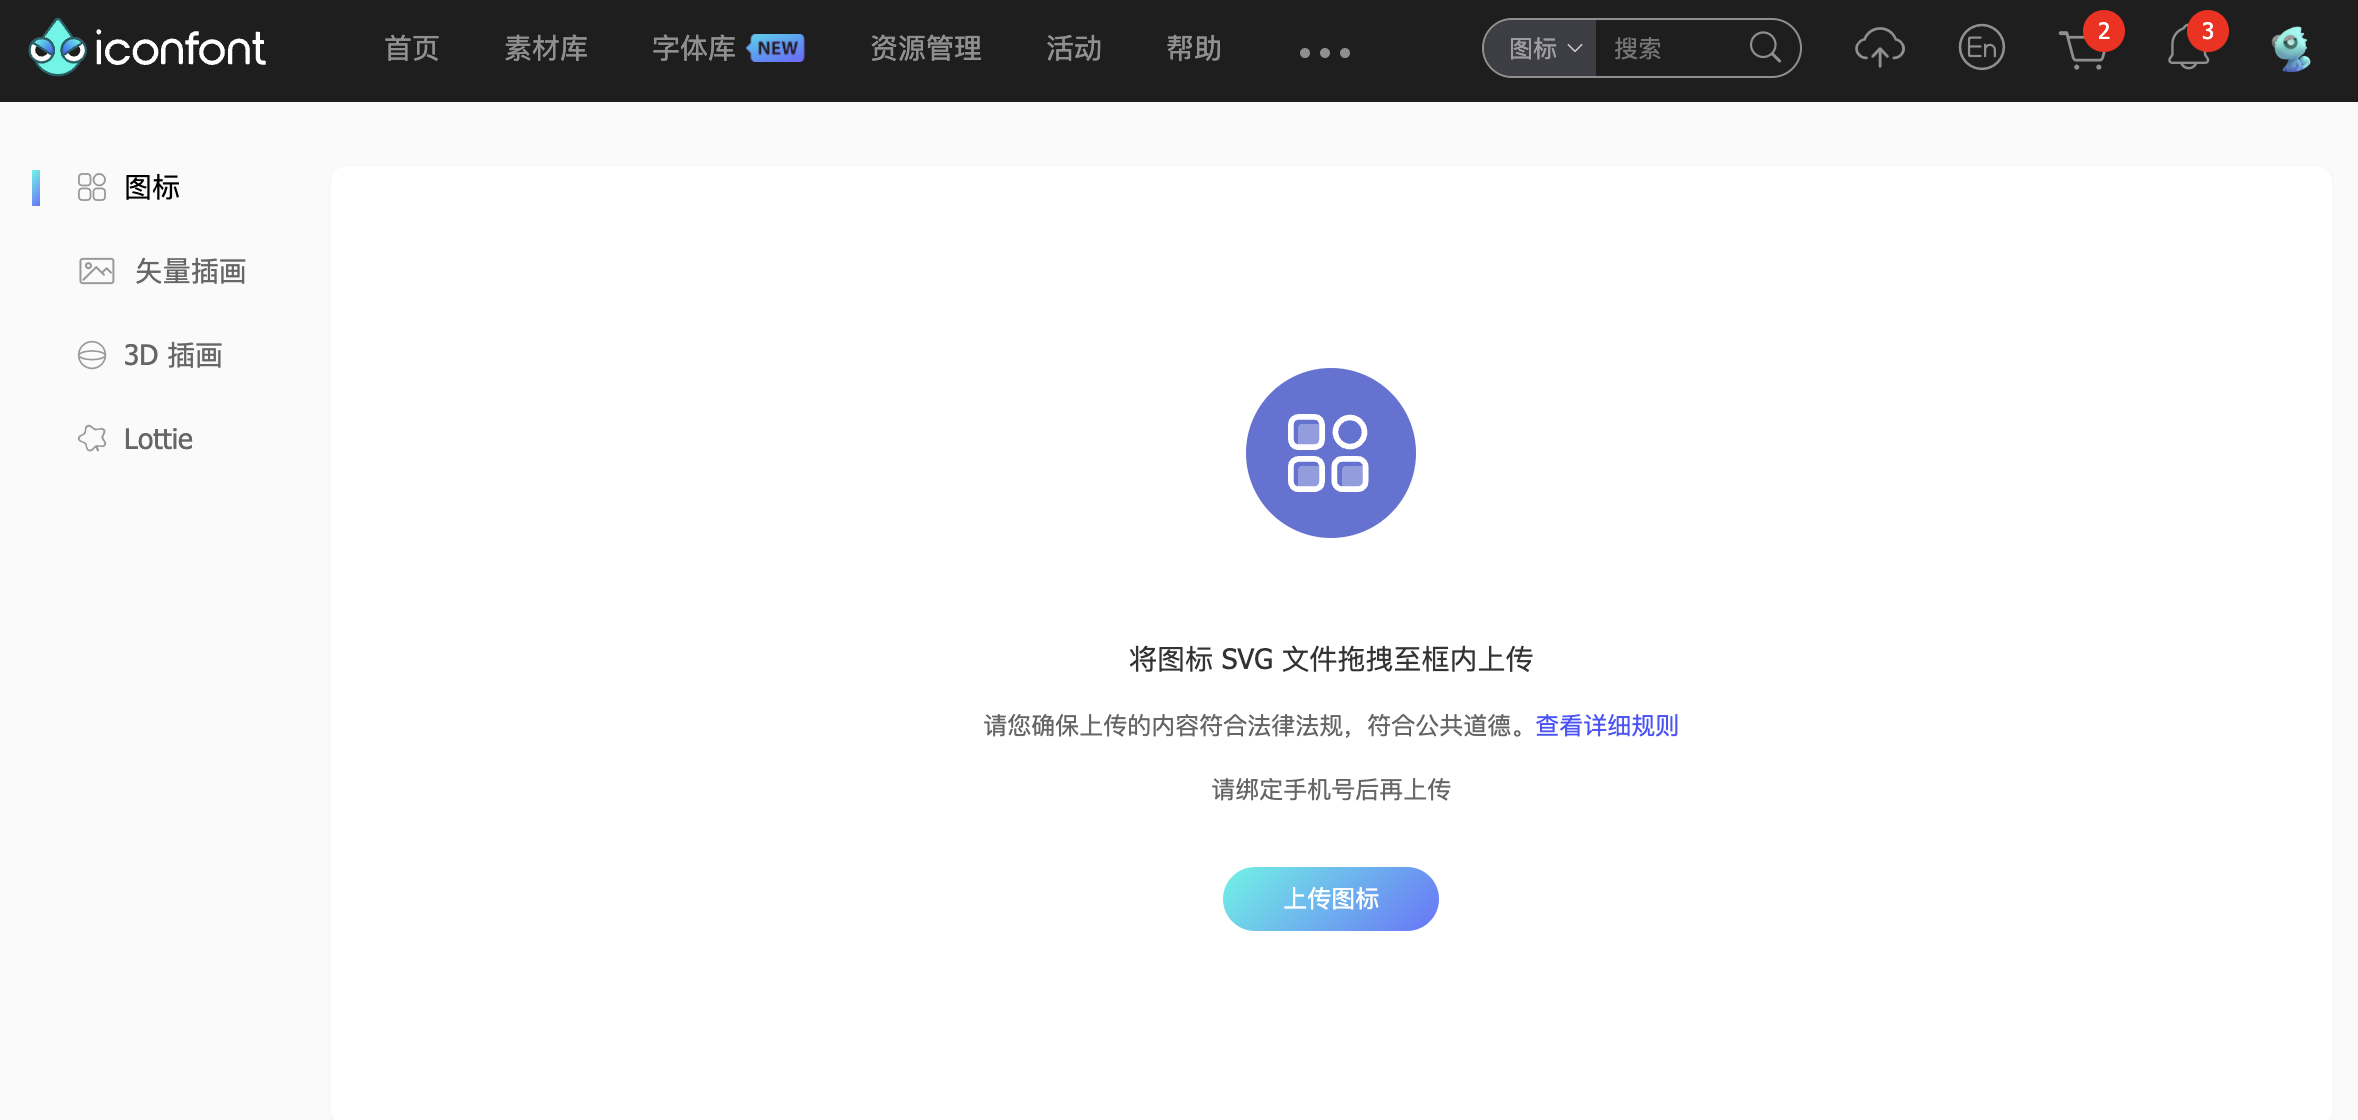 iconfont 首页 素材库 字体库 NEW 资源管理 活动 帮助 图标 搜索 En 2 3
图标
矢量插画
3D 插画
Lottie
将图标 SVG 文件拖拽至框内上传
请您确保上传的内容符合法律法规，符合公共道德。查看详细规则
请绑定手机号后再上传
上传图标